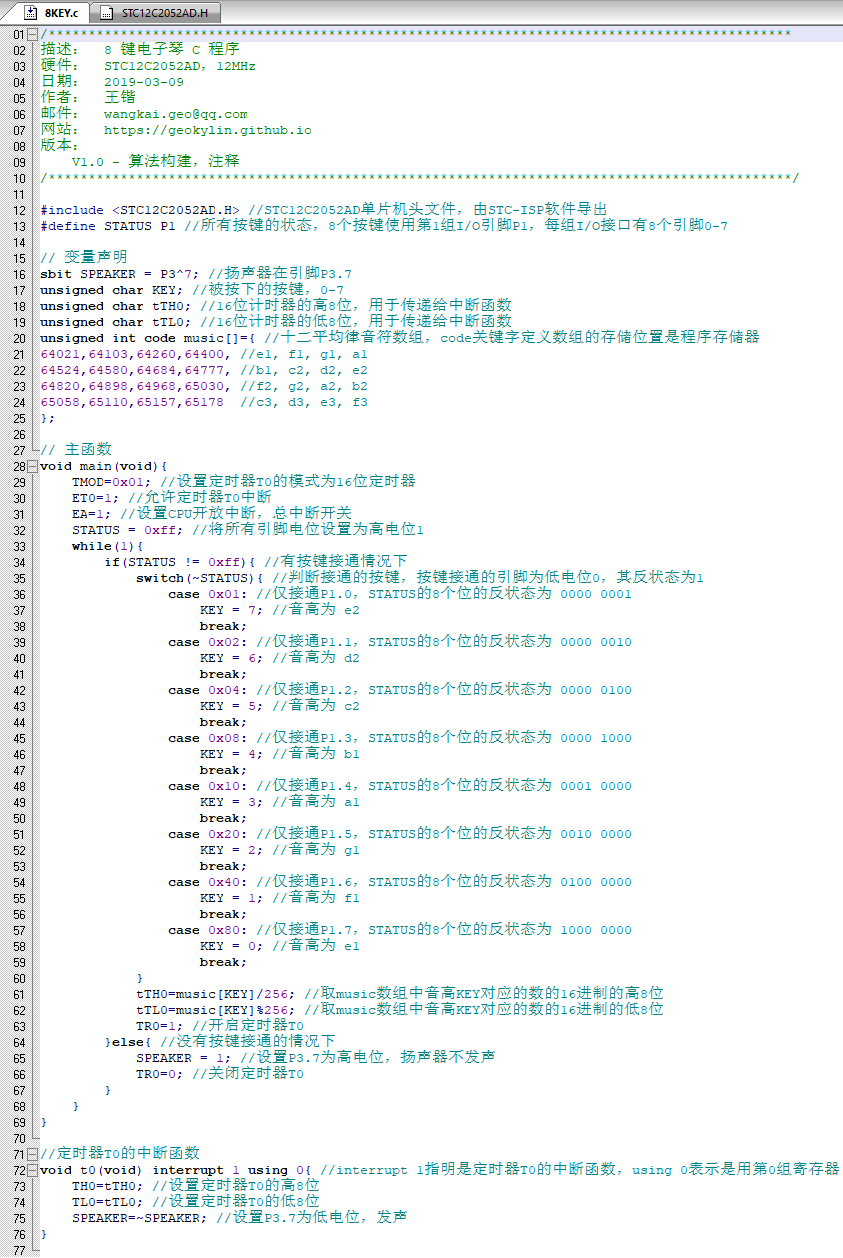 8KEY.c STC12C2052AD.H
01 /*********************************************************************************************
02 描述: 8 键电子琴 C 程序
03 硬件: STC12C2052AD, 12MHz
04 日期: 2019-03-09
05 作者: 王锴
06 邮件: wangkai.geo@qq.com
07 网站: https://geokylin.github.io
08 版本:
09     V1.0 - 算法构建,注释
10 /*********************************************************************************************/
11
12 #include <STC12C2052AD.H> //STC12C2052AD单片机头文件,由STC-ISP软件导出
13 #define STATUS P1 //所有按键的状态,8个按键使用第1组I/O引脚P1,每组I/O接口有8个引脚0-7
14
15 // 变量声明
16 sbit SPEAKER = P3^7; //扬声器在引脚P3.7
17 unsigned char KEY; //被按下的按键,0-7
18 unsigned char tTH0; //16位计时器的高8位,用于传递给中断函数
19 unsigned char tTL0; //16位计时器的低8位,用于传递给中断函数
20 unsigned int code music[]={ //十二平均律音符数组,code关键字定义数组的存储位置是程序存储器
21 64021,64103,64260,64400, //e1, f1, g1, a1
22 64524,64580,64684,64777, //b1, c2, d2, e2
23 64820,64898,64968,65030, //f2, g2, a2, b2
24 65058,65110,65157,65178  //c3, d3, e3, f3
25 };
26
27 // 主函数
28 void main(void){
29     TMOD=0x01; //设置定时器T0的模式为16位定时器
30     ET0=1; //允许定时器T0中断
31     EA=1; //设置CPU开放中断,总中断开关
32     STATUS = 0xff; //将所有引脚电位设置为高电位1
33     while(1){
34         if(STATUS != 0xff){ //有按键接通情况下
35             switch(~STATUS){ //判断接通的按键,按键接通的引脚为低电位0,其反状态为1
36                 case 0x01: //仅接通P1.0,STATUS的8个位的反状态为 0000 0001
37                     KEY = 7; //音高为 e2
38                     break;
39                 case 0x02: //仅接通P1.1,STATUS的8个位的反状态为 0000 0010
40                     KEY = 6; //音高为 d2
41                     break;
42                 case 0x04: //仅接通P1.2,STATUS的8个位的反状态为 0000 0100
43                     KEY = 5; //音高为 c2
44                     break;
45                 case 0x08: //仅接通P1.3,STATUS的8个位的反状态为 0000 1000
46                     KEY = 4; //音高为 b1
47                     break;
48                 case 0x10: //仅接通P1.4,STATUS的8个位的反状态为 0001 0000
49                     KEY = 3; //音高为 a1
50                     break;
51                 case 0x20: //仅接通P1.5,STATUS的8个位的反状态为 0010 0000
52                     KEY = 2; //音高为 g1
53                     break;
54                 case 0x40: //仅接通P1.6,STATUS的8个位的反状态为 0100 0000
55                     KEY = 1; //音高为 f1
56                     break;
57                 case 0x80: //仅接通P1.7,STATUS的8个位的反状态为 1000 0000
58                     KEY = 0; //音高为 e1
59                     break;
60             }
61             tTH0=music[KEY]/256; //取music数组中音高KEY对应的数的16进制的高8位
62             tTL0=music[KEY]%256; //取music数组中音高KEY对应的数的16进制的低8位
63             TR0=1; //开启定时器T0
64         }else{ //没有按键接通的情况下
65             SPEAKER = 1; //设置P3.7为高电位,扬声器不发声
66             TR0=0; //关闭定时器T0
67         }
68     }
69 }
70
71 //定时器T0的中断函数
72 void t0(void) interrupt 1 using 0{ //interrupt 1指明是定时器T0的中断函数,using 0表示是用第0组寄存器
73     TH0=tTH0; //设置定时器T0的高8位
74     TL0=tTL0; //设置定时器T0的低8位
75     SPEAKER=~SPEAKER; //设置P3.7为低电位,发声
76 }
77